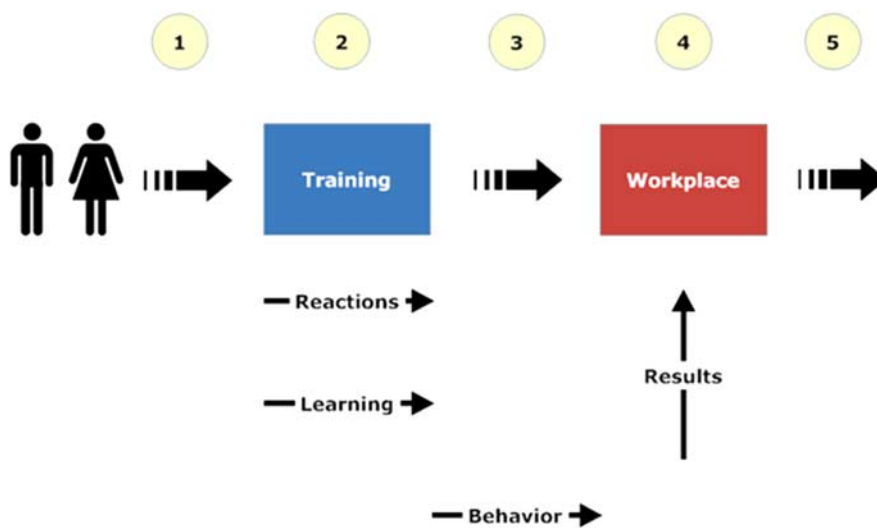 1 2 3 4 5
Training Workplace
Reactions
Results
Learning
Behavior